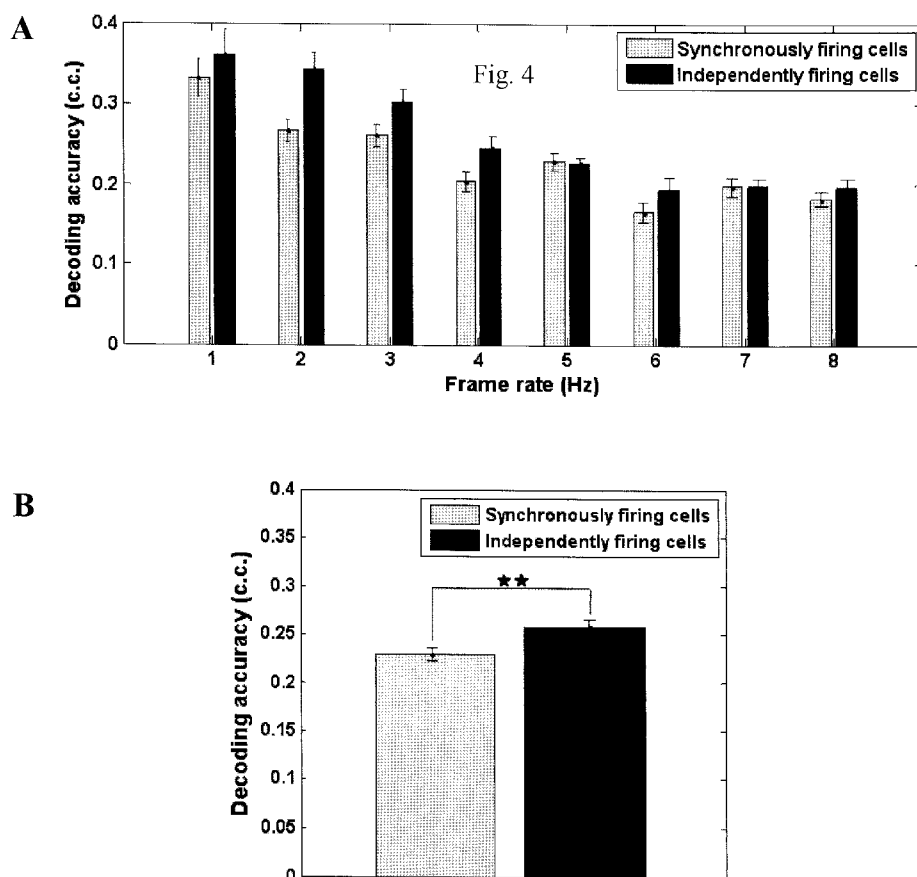 A
Decoding accuracy (c.c.)
0.4
0.3
0.2
0.1
0
Fig. 4
Synchronously firing cells
Independently firing cells
1 2 3 4 5 6 7 8
Frame rate (Hz)
B
Decoding accuracy (c.c.)
0.4
0.35
0.3
0.25
0.2
0.15
0.1
0.05
0
Synchronously firing cells
Independently firing cells
★★